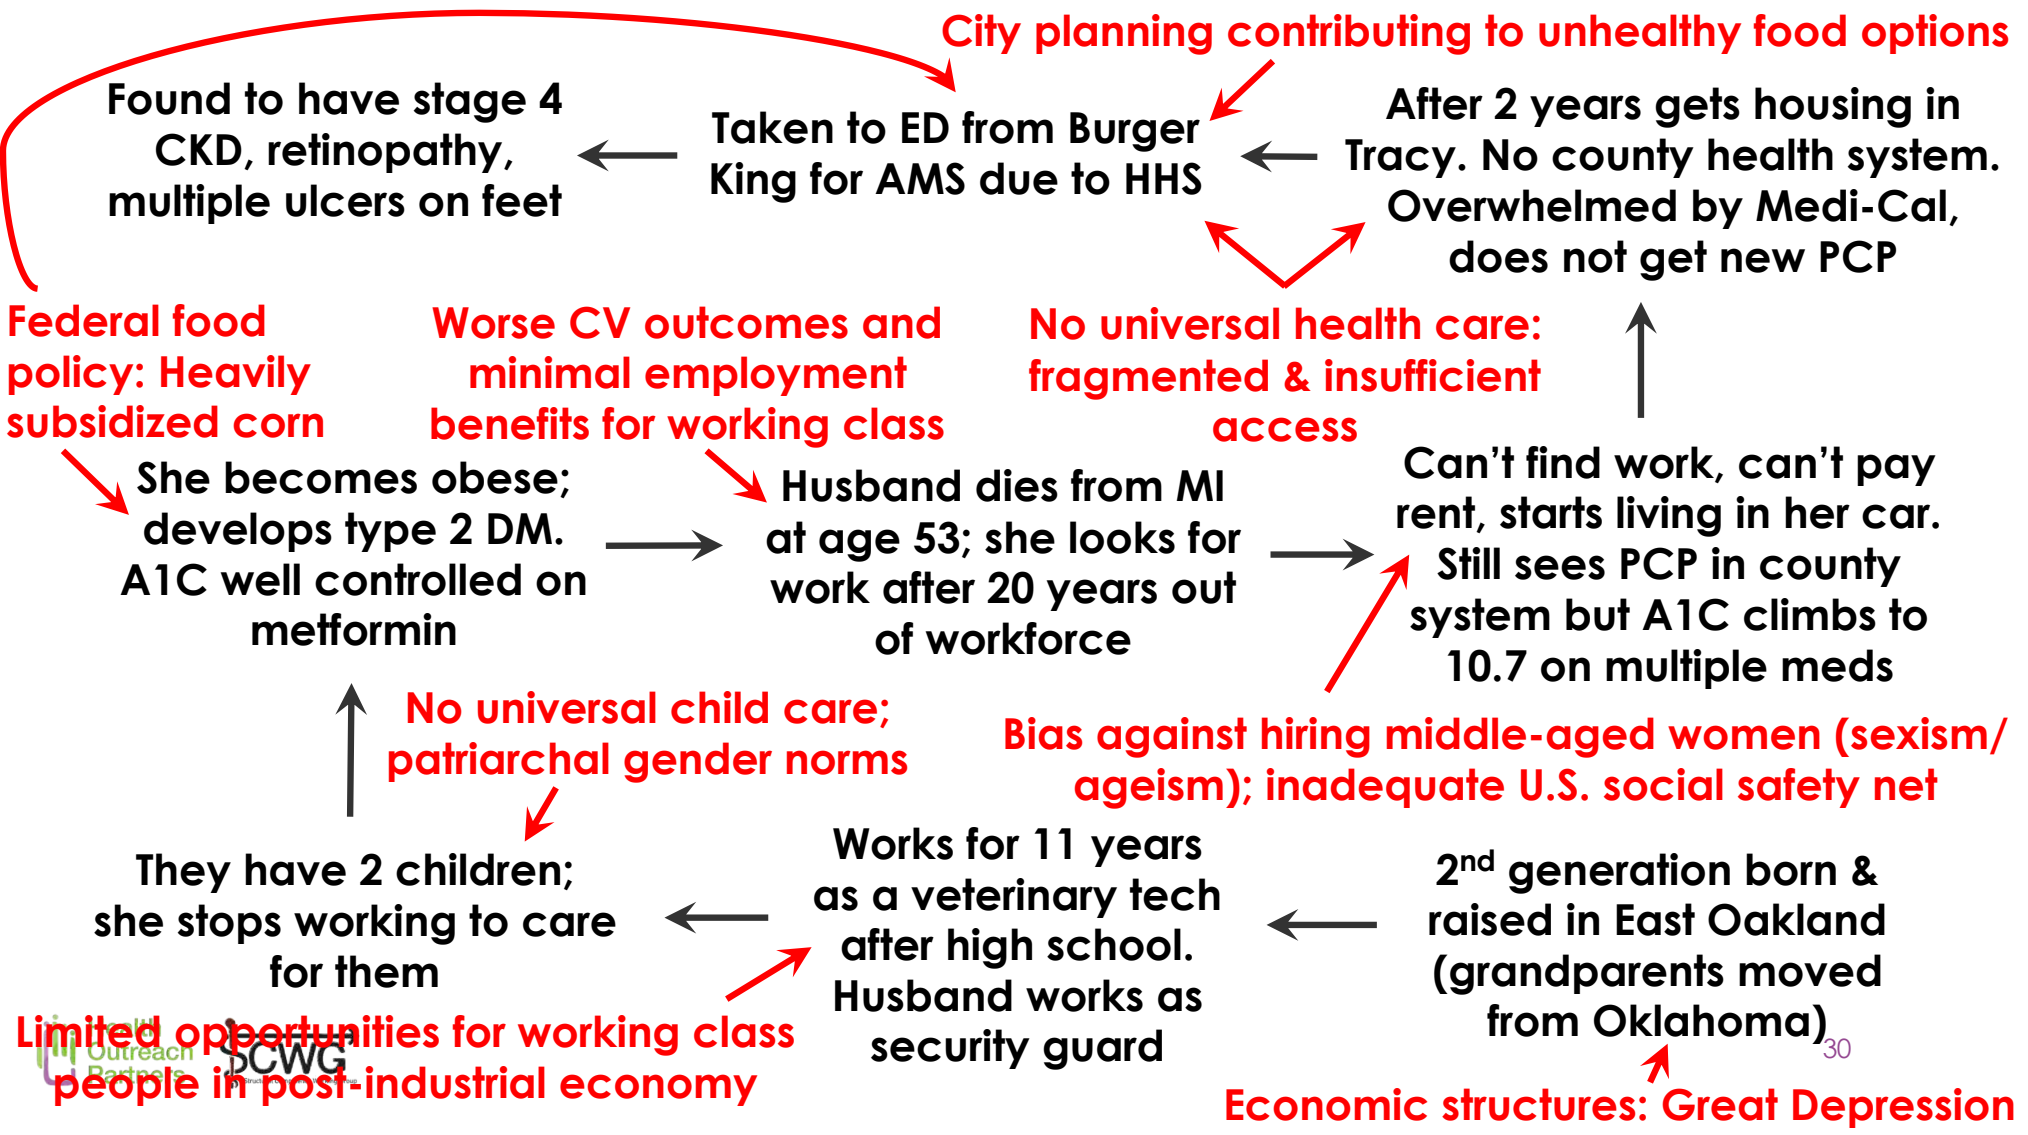 City planning contributing to unhealthy food options
Found to have stage 4
CKD, retinopathy,
multiple ulcers on feet
Taken to ED from Burger
King for AMS due to HHS
After 2 years gets housing in
Tracy. No county health system.
Overwhelmed by Medi-Cal,
does not get new PCP
Federal food
policy: Heavily
subsidized corn
Worse CV outcomes and
minimal employment
benefits for working class
No universal health care:
fragmented & insufficient
access
She becomes obese;
develops type 2 DM.
A1C well controlled on
metformin
Husband dies from MI
at age 53; she looks for
work after 20 years out
of workforce
Can't find work, can't pay
rent, starts living in her car.
Still sees PCP in county
system but A1C climbs to
10.7 on multiple meds
No universal child care;
patriarchal gender norms
Bias against hiring middle-aged women (sexism/
ageism); inadequate U.S. social safety net
They have 2 children;
she stops working to care
for them
Works for 11 years
as a veterinary tech
after high school.
Husband works as
security guard
2nd generation born &
raised in East Oakland
(grandparents moved
from Oklahoma)
Limited opportunities for working class
people in post-industrial economy
Health
Outreach
Partners
SCWG
30
Economic structures: Great Depression